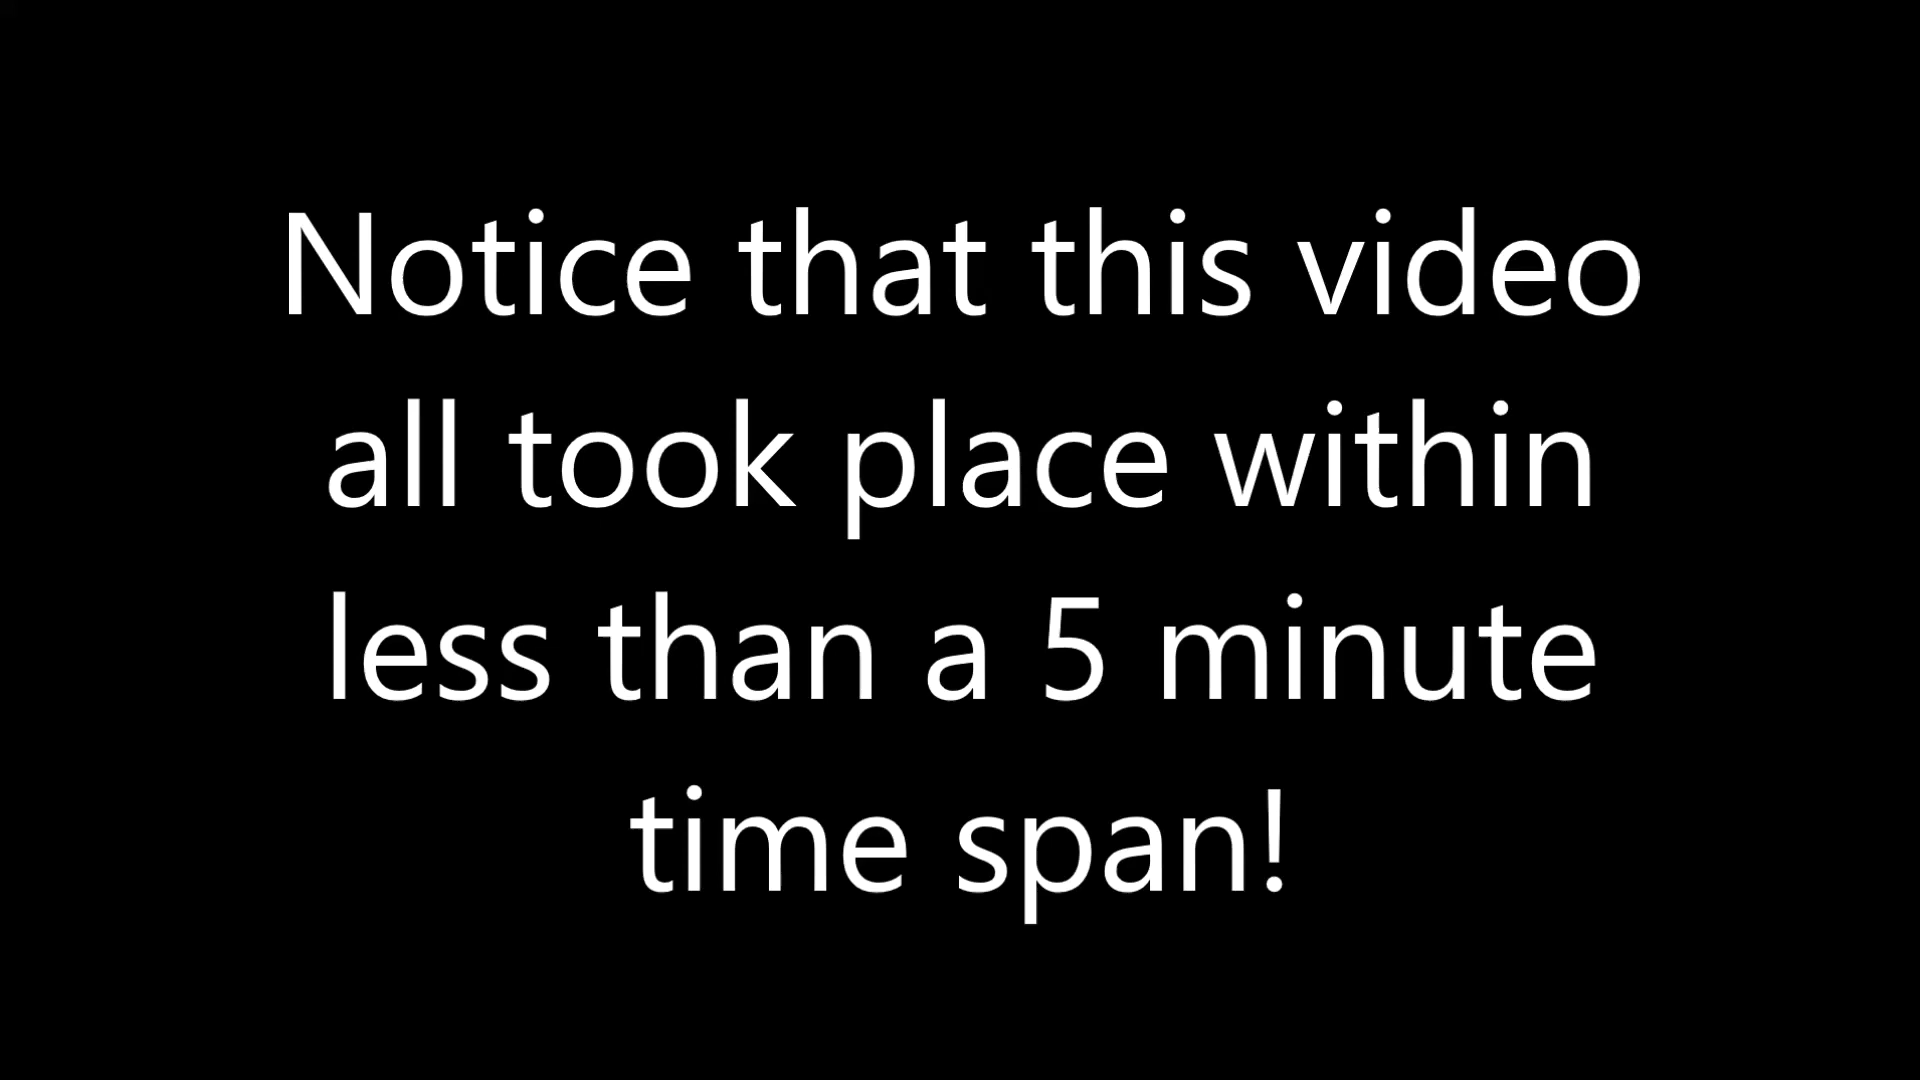 Notice that this video
all took place within
less than a 5 minute
time span!